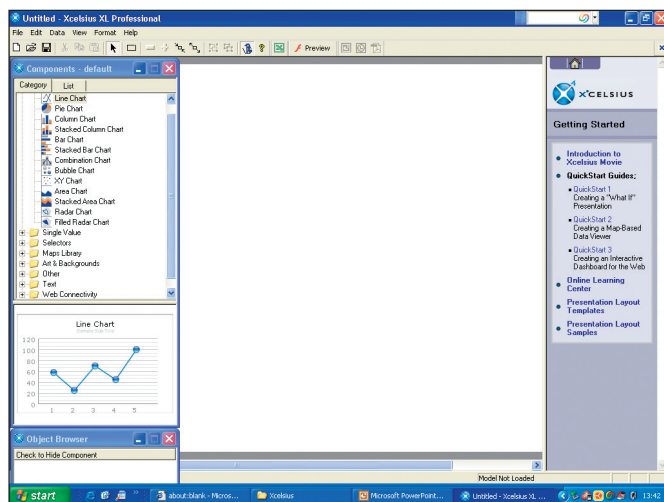 Untitled - Xcelsius XL Professional
File Edit Data View Format Help
Preview
Components - default
Category List
Line Chart
Pie Chart
Column Chart
Stacked Column Chart
Bar Chart
Stacked Bar Chart
Combination Chart
Bubble Chart
XY Chart
Area Chart
Stacked Area Chart
Radar Chart
Filled Radar Chart
Single Value
Selectors
Maps Library
Art & Backgrounds
Other
Text
Web Connectivity
Line Chart
120
100
80
60
40
20
0
1 2 3 4 5
Object Browser
Check to Hide Component
XCELSIUS
Getting Started
Introduction to
Xcelsius Movie
QuickStart Guides:
QuickStart 1
Creating a "What If"
Presentation
QuickStart 2
Creating a Map-Based
Data Viewer
QuickStart 3
Creating an Interactive
Dashboard for the Web
Online Learning
Center
Presentation Layout
Templates
Presentation Layout
Samples
Model Not Loaded
start
about:blank - Micros...
Xcelsius
Microsoft PowerPoint...
Untitled - Xcelsius XL ...
13:42